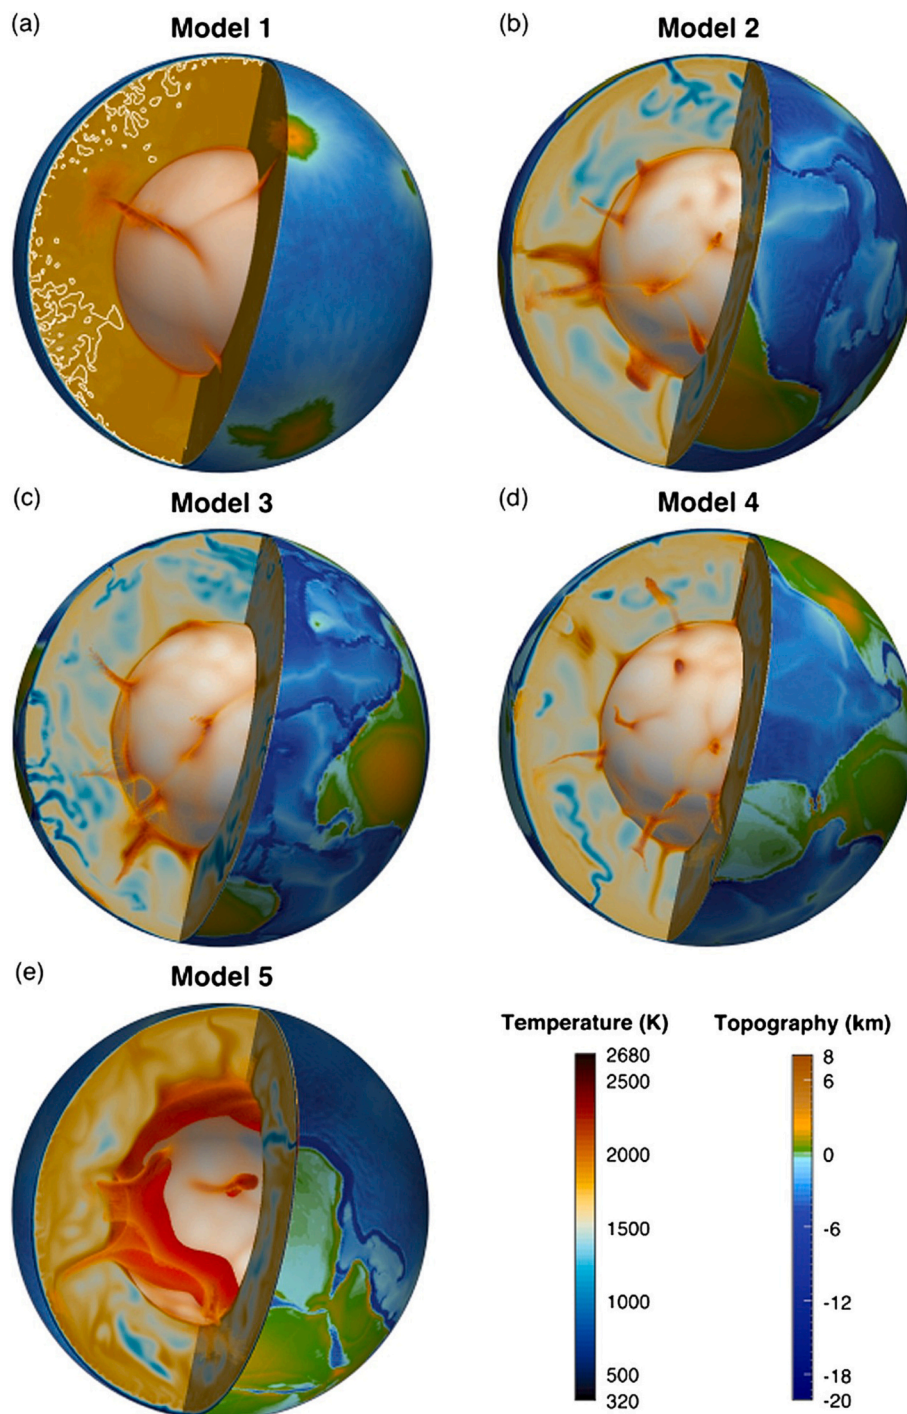 (a) Model 1
(b) Model 2
(c) Model 3
(d) Model 4
(e) Model 5
Temperature (K)
2680
2500
2000
1500
1000
500
320
Topography (km)
8
6
0
-6
-12
-18
-20